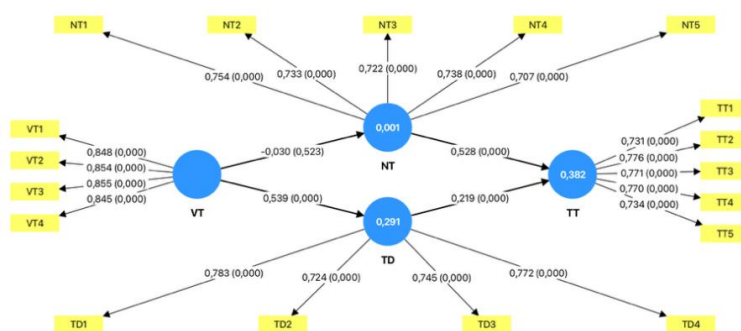 NT1
NT2
NT3
NT4
NT5
0,754 (0,000)
0,733 (0,000)
0,722 (0,000)
0,738 (0,000)
0,707 (0,000)
VT1
VT2
VT3
VT4
0,848 (0,000)
0,854 (0,000)
0,855 (0,000)
0,845 (0,000)
VT
-0,030 (0,523)
0,539 (0,000)
0,001
NT
0,528 (0,000)
0,219 (0,000)
0,291
TD
0,382
TT
0,731 (0,000)
0,776 (0,000)
0,771 (0,000)
0,770 (0,000)
0,734 (0,000)
TT1
TT2
TT3
TT4
TT5
0,783 (0,000)
0,724 (0,000)
0,745 (0,000)
0,772 (0,000)
TD1
TD2
TD3
TD4